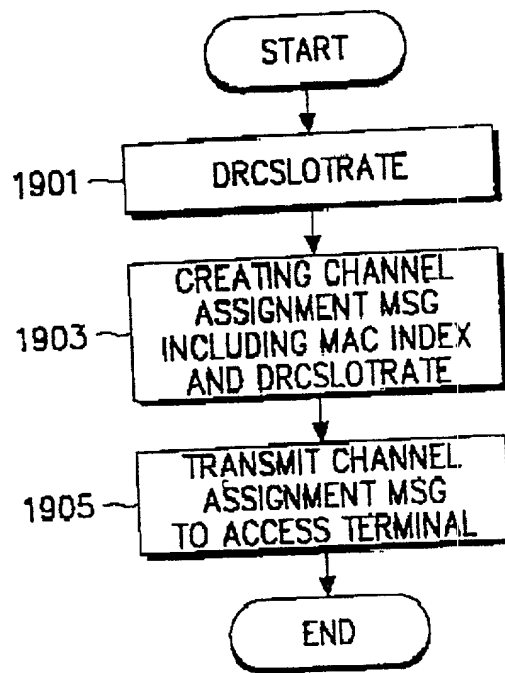 START
1901
DRCSLOTRATE
1903
CREATING CHANNEL
ASSIGNMENT MSG
INCLUDING MAC INDEX
AND DRCSLOTRATE
1905
TRANSMIT CHANNEL
ASSIGNMENT MSG
TO ACCESS TERMINAL
END